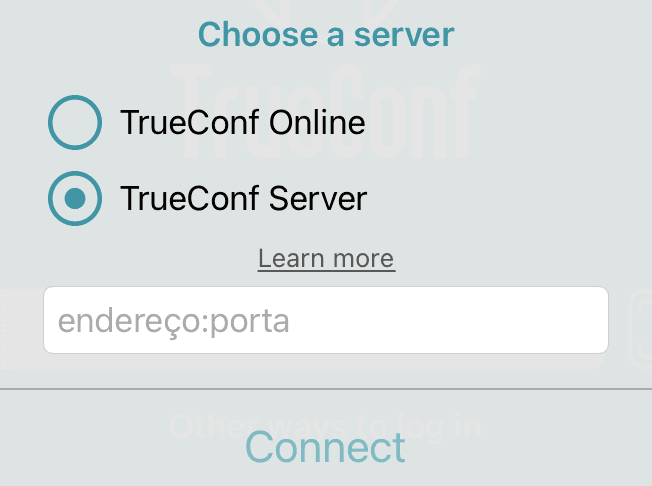 Choose a server
TrueConf
TrueConf Online
TrueConf Server
Learn more
endereço:porta
Other ways to log in
Connect